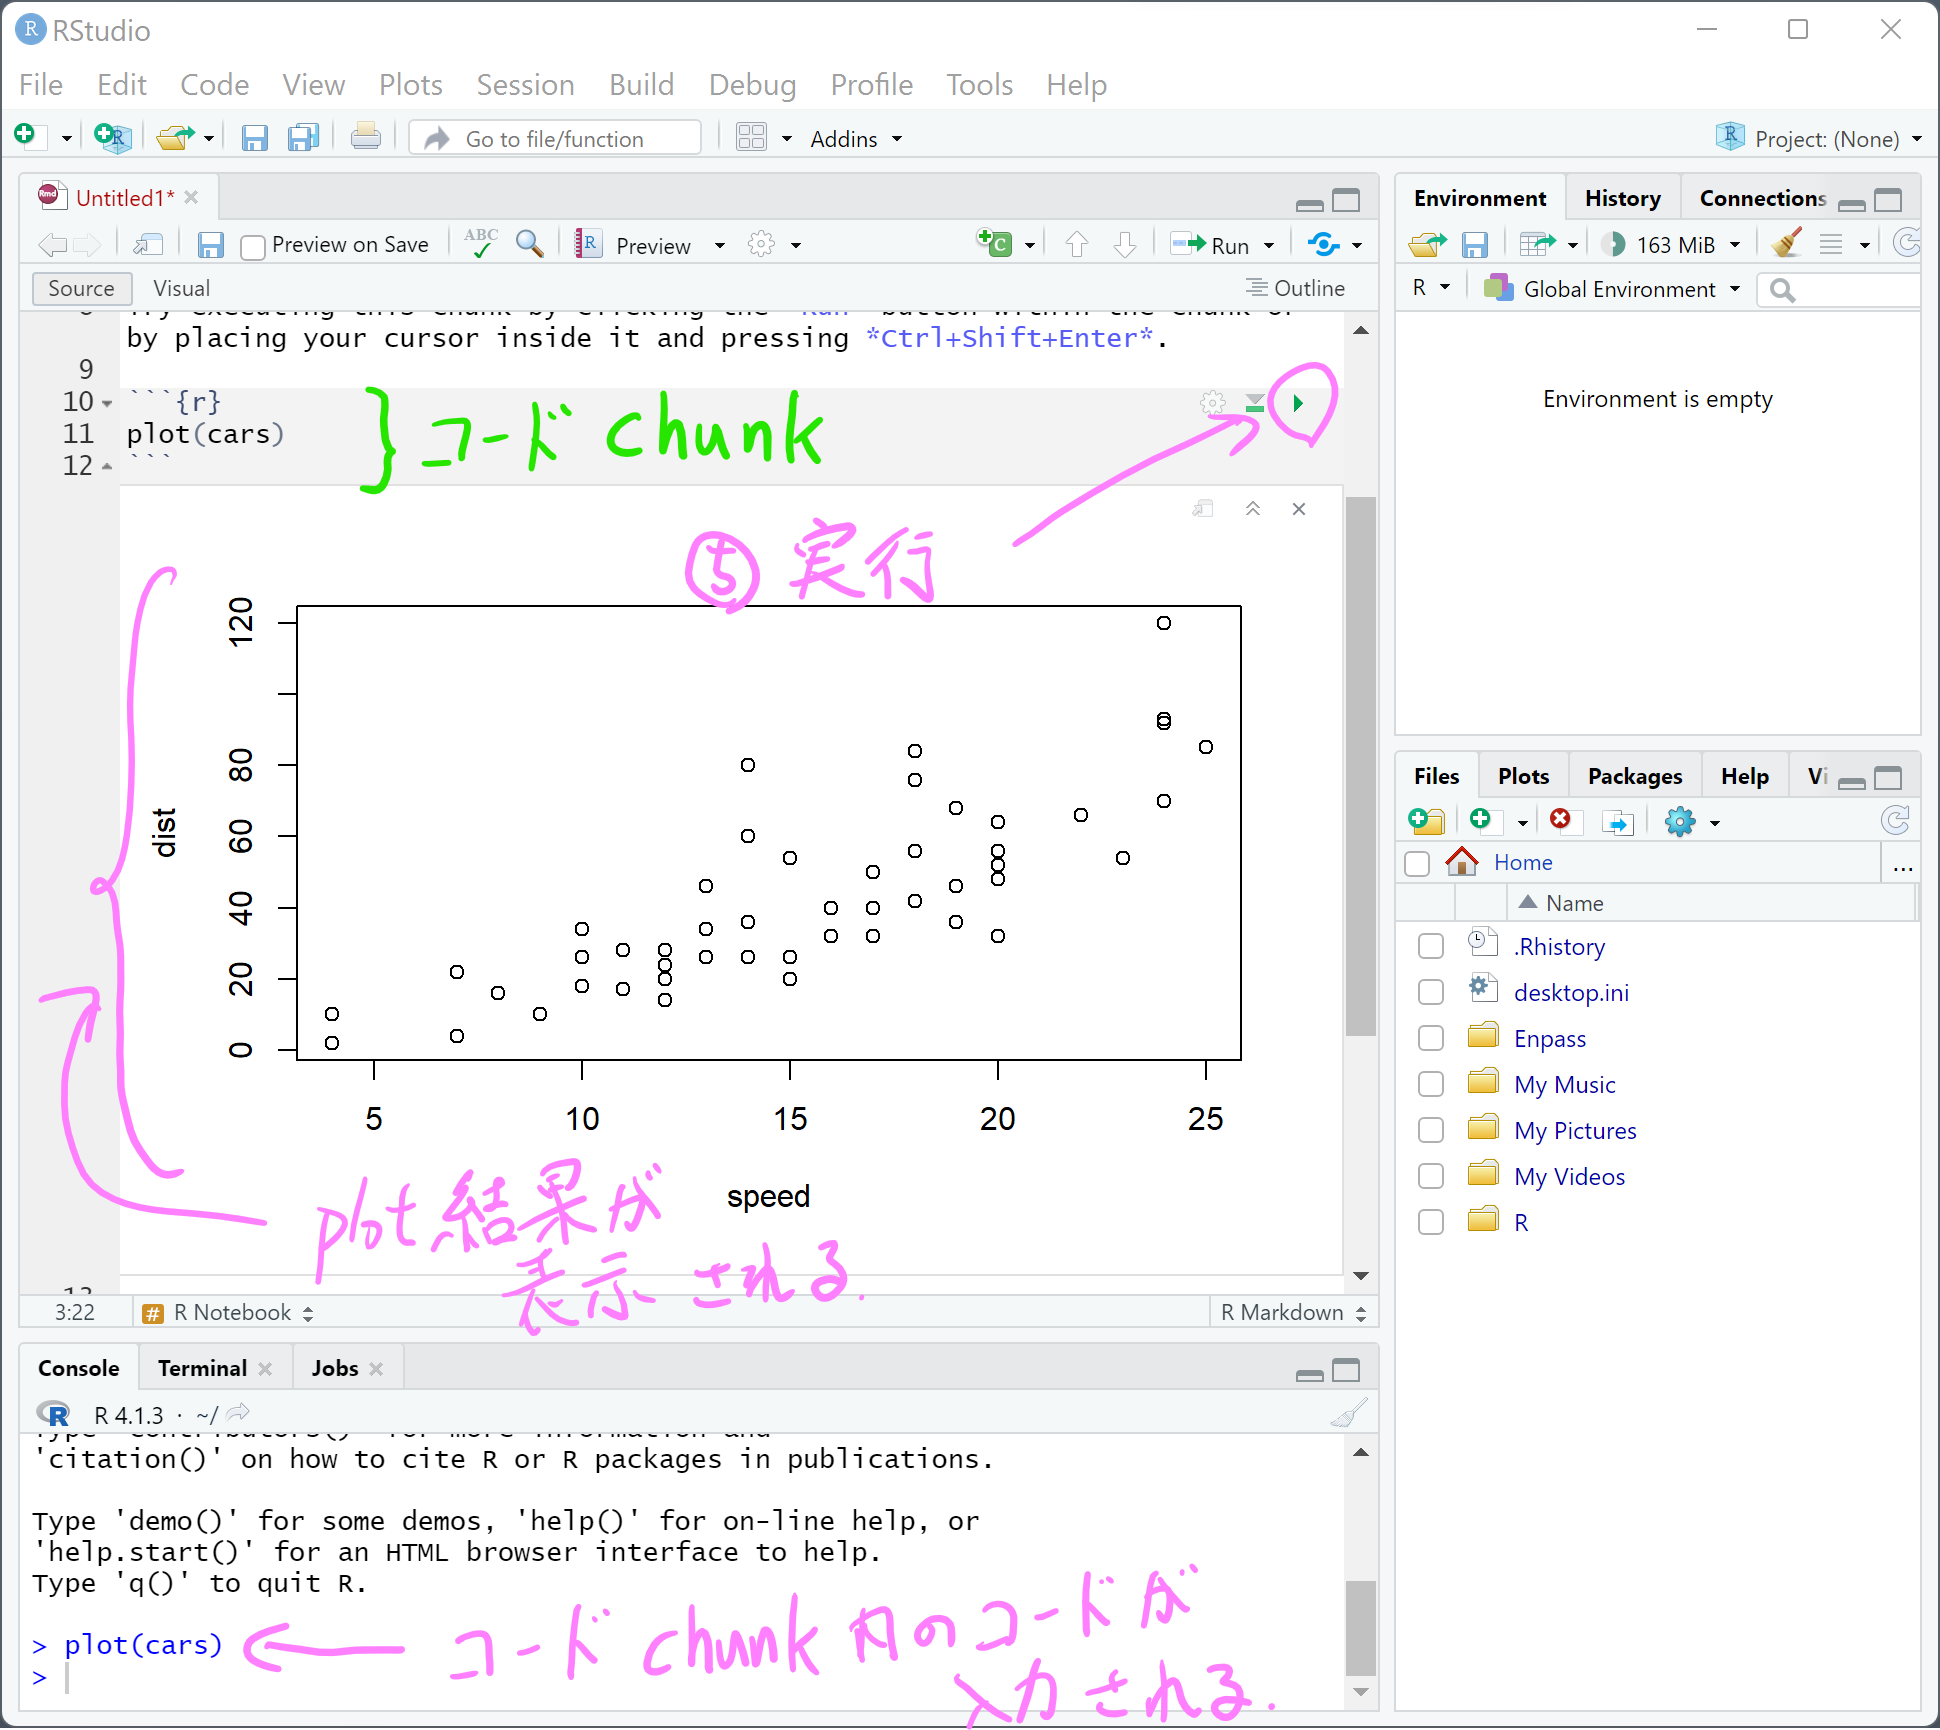 RStudio
File Edit Code View Plots Session Build Debug Profile Tools Help
Go to file/function Addins Project: (None)
Untitled1*
Preview on Save ABC Preview Run
Source Visual Outline
by placing your cursor inside it and pressing *Ctrl+Shift+Enter*.
9
10 ```{r}
11 plot(cars)
12 ```
} コード chunk
⑤ 実行
120
80
60
40
20
0
dist
5 10 15 20 25
speed
plot結果が
表示される.
3:22 # R Notebook R Markdown
Console Terminal Jobs
R 4.1.3 · ~/
'citation()' on how to cite R or R packages in publications.
Type 'demo()' for some demos, 'help()' for on-line help, or
'help.start()' for an HTML browser interface to help.
Type 'q()' to quit R.
> plot(cars)
>
コード chunk 内のコードが
入力される.
Environment History Connections
163 MiB
R Global Environment
Environment is empty
Files Plots Packages Help Vi
Home ...
Name
.Rhistory
desktop.ini
Enpass
My Music
My Pictures
My Videos
R